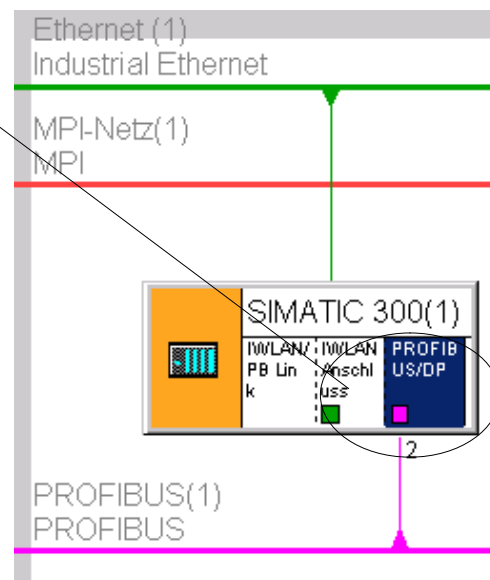 Ethernet (1)
Industrial Ethernet
MPI-Netz(1)
MPI
SIMATIC 300(1)
IWLAN/
PB Lin
k
IWLAN
Anschl
uss
PROFIB
US/DP
2
PROFIBUS(1)
PROFIBUS